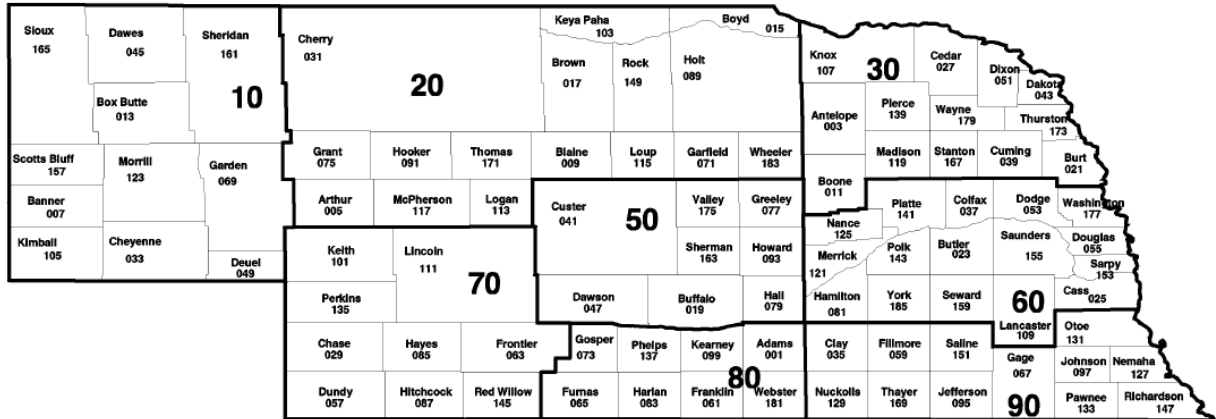 Sioux
165
Dawes
045
Sheridan
161
Box Butte
013
10
Scotts Bluff
157
Morrill
123
Garden
069
Banner
007
Kimball
105
Cheyenne
033
Deuel
049
Cherry
031
20
Keya Paha
103
Boyd
015
Brown
017
Rock
149
Holt
089
Grant
075
Hooker
091
Thomas
171
Blaine
009
Loup
115
Garfield
071
Wheeler
183
Arthur
005
McPherson
117
Logan
113
Knox
107
30
Cedar
027
Dixon
051
Dakota
043
Antelope
003
Pierce
139
Wayne
179
Thurston
173
Madison
119
Stanton
167
Cuming
039
Burt
021
Boone
011
Custer
041
50
Valley
175
Greeley
077
Sherman
163
Howard
093
Dawson
047
Buffalo
019
Hall
079
Platte
141
Colfax
037
Dodge
053
Washington
177
Nance
125
Merrick
121
Polk
143
Butler
023
Saunders
155
Douglas
055
Sarpy
153
Hamilton
081
York
185
Seward
159
60
Cass
025
Lancaster
109
Keith
101
Lincoln
111
70
Perkins
135
Chase
029
Hayes
085
Frontier
063
Dundy
057
Hitchcock
087
Red Willow
145
Gosper
073
Phelps
137
Kearney
099
Adams
001
80
Furnas
065
Harlan
083
Franklin
061
Webster
181
Clay
035
Fillmore
059
Saline
151
Gage
067
Otoe
131
Johnson
097
Nemaha
127
Nuckolls
129
Thayer
169
Jefferson
095
90
Pawnee
133
Richardson
147